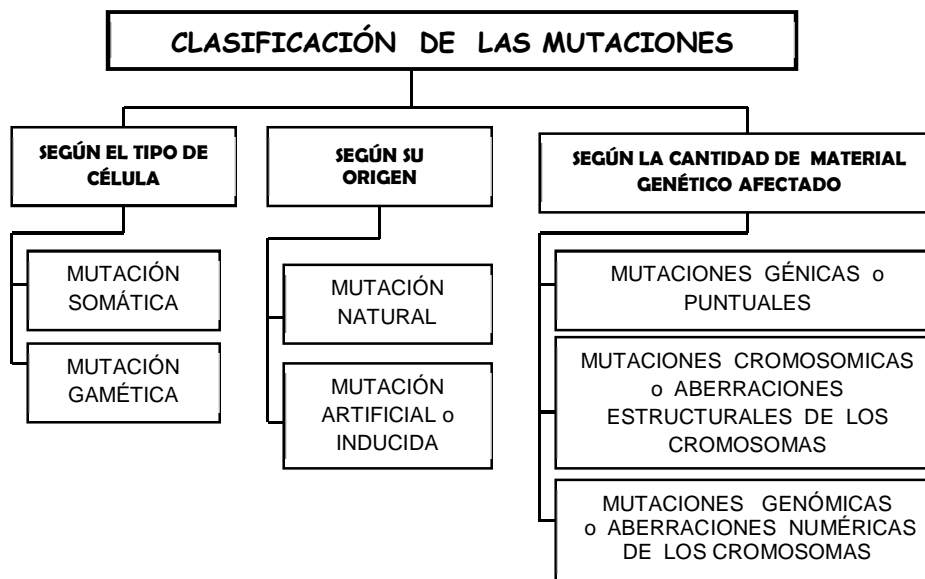 CLASIFICACIÓN DE LAS MUTACIONES
SEGÚN EL TIPO DE
CÉLULA
MUTACIÓN
SOMÁTICA
MUTACIÓN
GAMÉTICA
SEGÚN SU
ORIGEN
MUTACIÓN
NATURAL
MUTACIÓN
ARTIFICIAL o
INDUCIDA
SEGÚN LA CANTIDAD DE MATERIAL
GENÉTICO AFECTADO
MUTACIONES GÉNICAS o
PUNTUALES
MUTACIONES CROMOSOMICAS
o ABERRACIONES
ESTRUCTURALES DE LOS
CROMOSOMAS
MUTACIONES GENÓMICAS
o ABERRACIONES NUMÉRICAS
DE LOS CROMOSOMAS